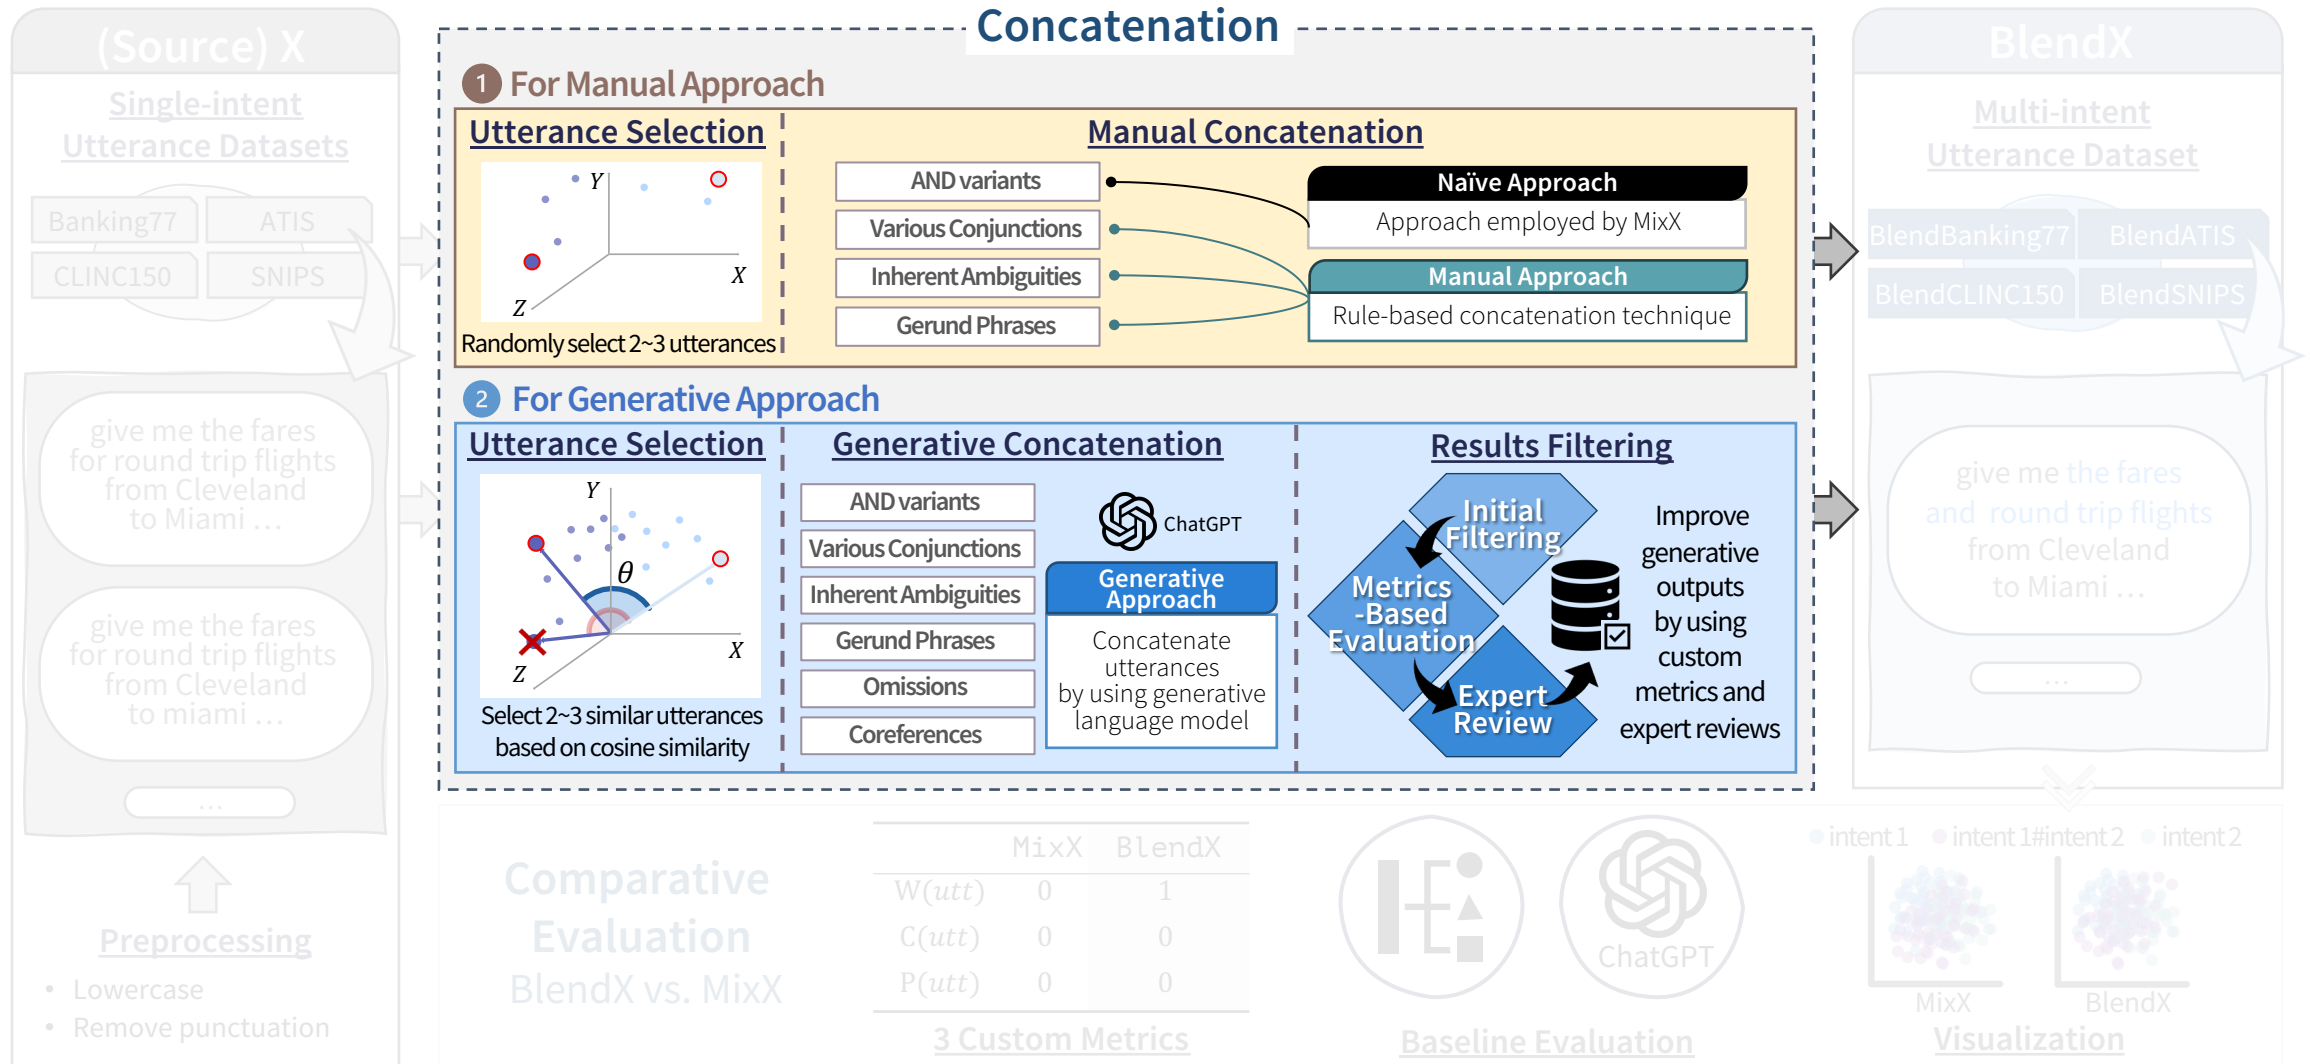 (Source) X
Single-intent
Utterance Datasets
Banking77
ATIS
CLINC150
SNIPS
give me the fares
for round trip flights
from Cleveland
to Miami ...
give me the fares
for round trip flights
from Cleveland
to miami ...
...
Preprocessing
• Lowercase
• Remove punctuation
Concatenation
1 For Manual Approach
Utterance Selection
Y
X
Z
Randomly select 2~3 utterances
Manual Concatenation
AND variants
Various Conjunctions
Inherent Ambiguities
Gerund Phrases
Naïve Approach
Approach employed by MixX
Manual Approach
Rule-based concatenation technique
2 For Generative Approach
Utterance Selection
Y
θ
X
Z
Select 2~3 similar utterances
based on cosine similarity
Generative Concatenation
AND variants
Various Conjunctions
Inherent Ambiguities
Gerund Phrases
Omissions
Coreferences
ChatGPT
Generative
Approach
Concatenate
utterances
by using generative
language model
Results Filtering
Initial
Filtering
Metrics
-Based
Evaluation
Expert
Review
Improve
generative
outputs
by using
custom
metrics and
expert reviews
BlendX
Multi-intent
Utterance Dataset
BlendBanking77
BlendATIS
BlendCLINC150
BlendSNIPS
give me the fares
and round trip flights
from Cleveland
to Miami ...
...
Comparative
Evaluation
BlendX vs. MixX
MixX BlendX
W(utt) 0 1
C(utt) 0 0
P(utt) 0 0
3 Custom Metrics
ChatGPT
Baseline Evaluation
intent 1 intent 1#intent 2 intent 2
MixX
BlendX
Visualization